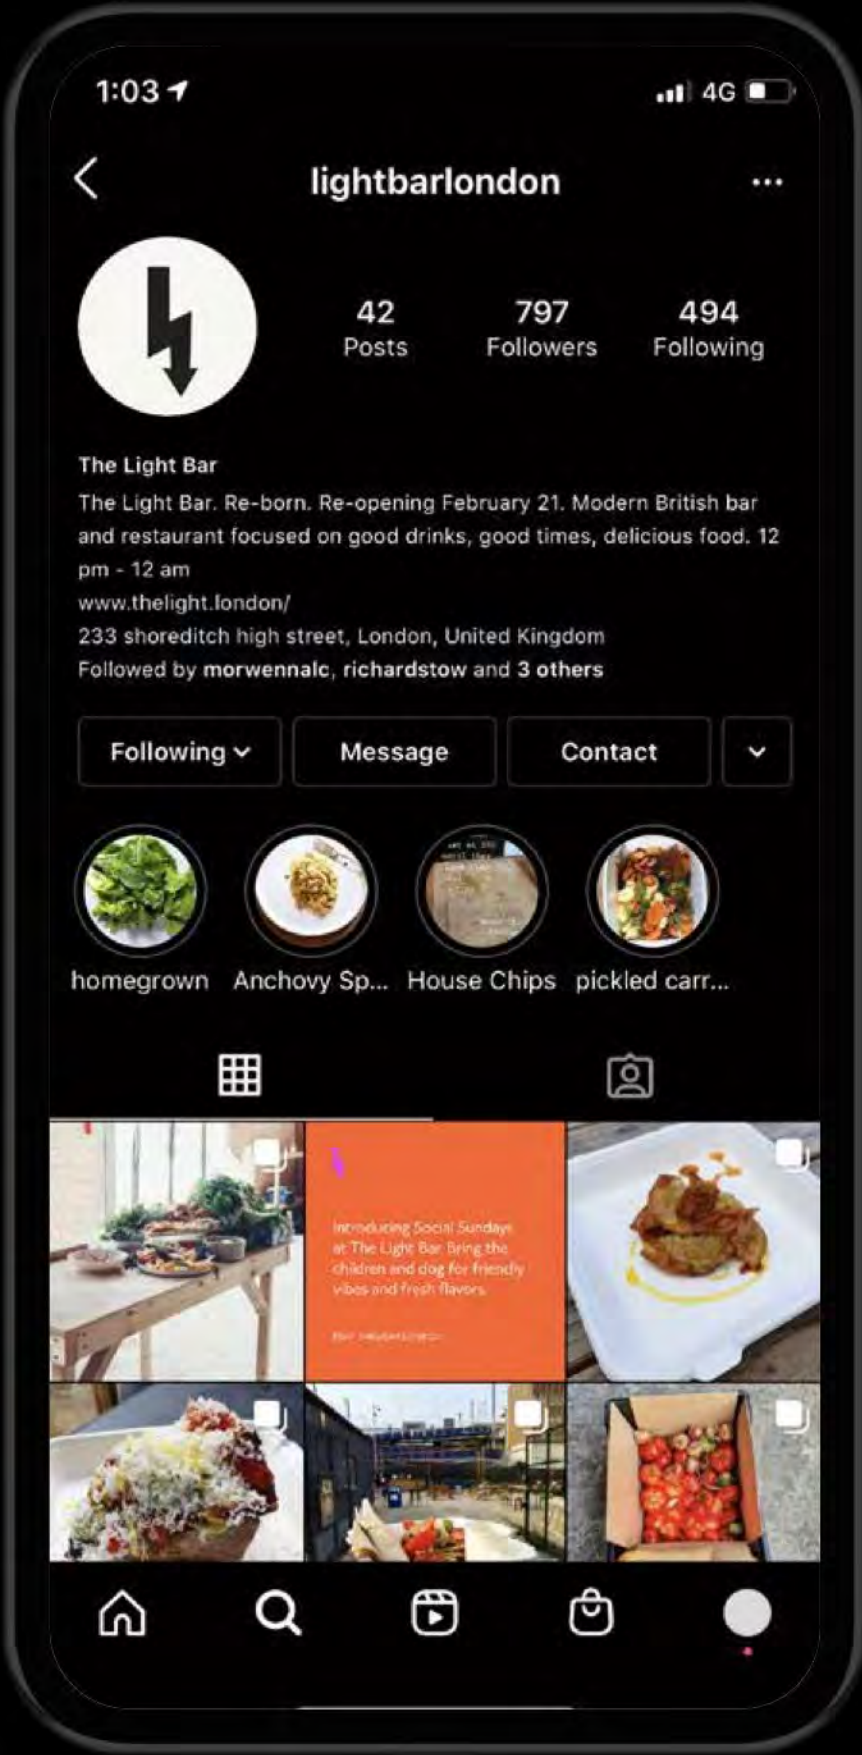 1:03
4G
lightbarlondon
42
797
494
Posts
Followers
Following
The Light Bar
The Light Bar. Re-born. Re-opening February 21. Modern British bar
and restaurant focused on good drinks, good times, delicious food. 12
pm - 12 am
www.thelight.london/
233 shoreditch high street, London, United Kingdom
Followed by morwennalc, richardstow and 3 others
Following
Message
Contact
homegrown
Anchovy Sp...
House Chips
pickled carr...
Introducing Social Sundays
at The Light Bar Bring the
children and dog for friendly
vibes and fresh flavors.